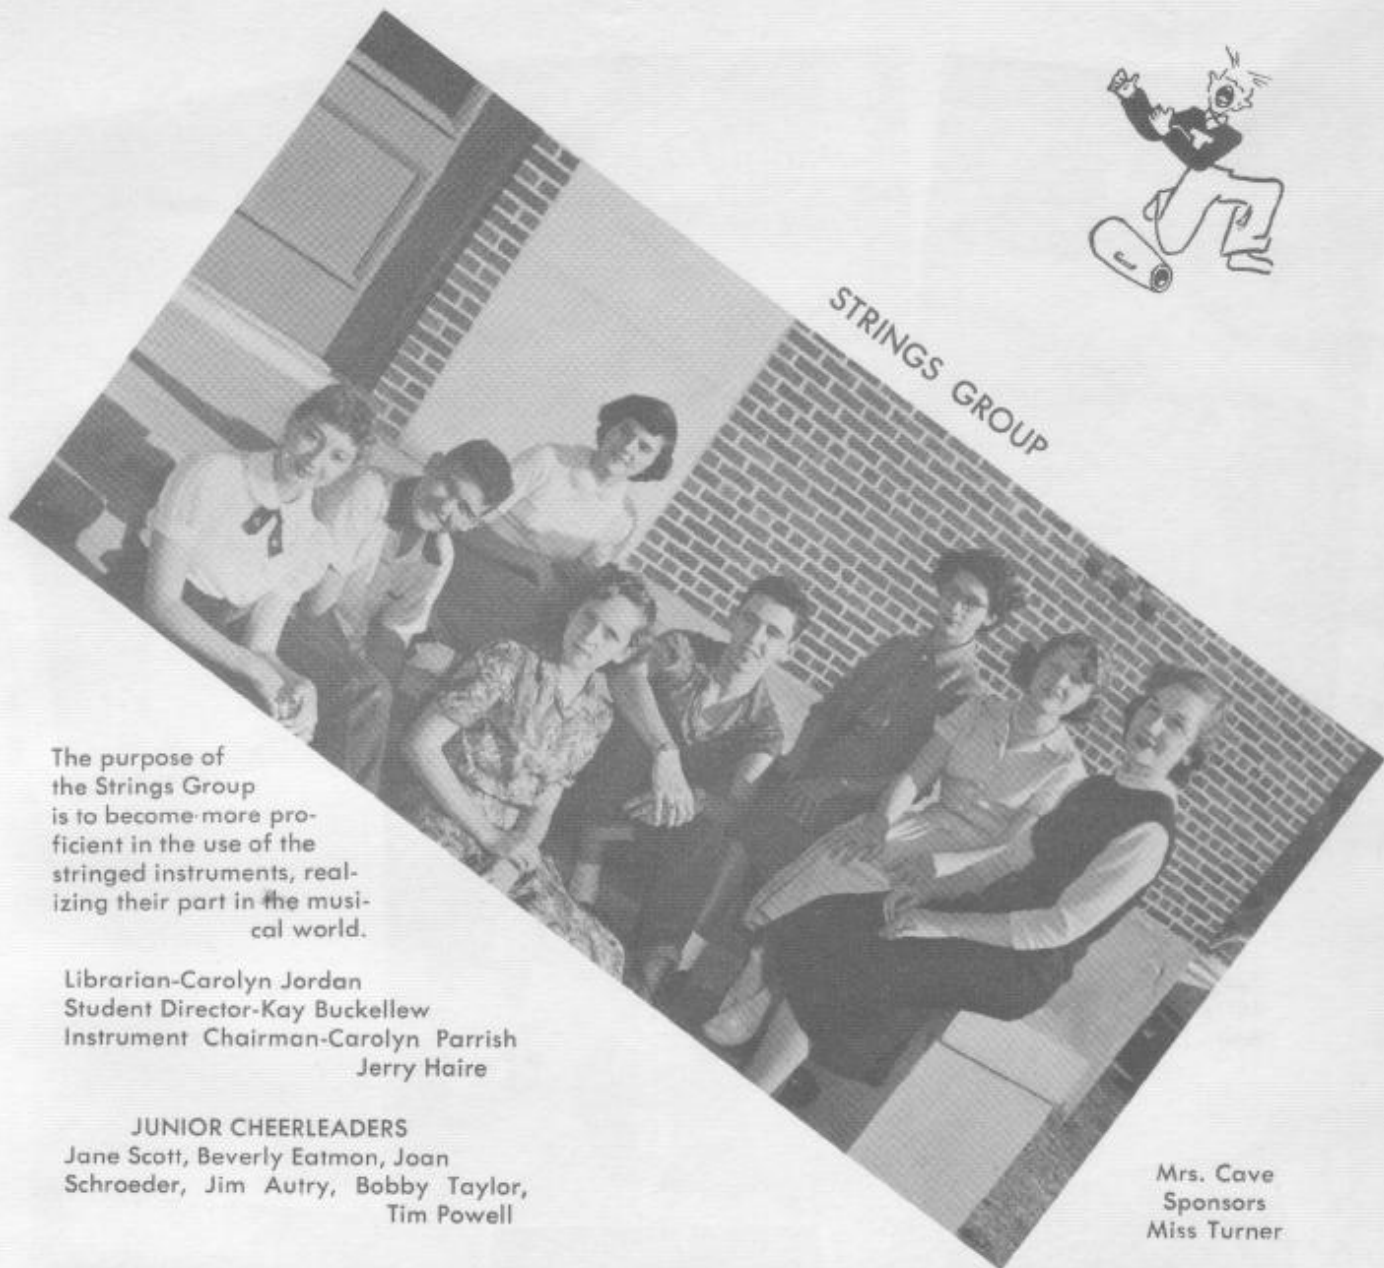 STRINGS GROUP
The purpose of
the Strings Group
is to become more pro-
ficient in the use of the
stringed instruments, real-
izing their part in the musi-
cal world.
Librarian-Carolyn Jordan
Student Director-Kay Buckellew
Instrument Chairman-Carolyn Parrish
Jerry Haire
JUNIOR CHEERLEADERS
Jane Scott, Beverly Eatmon, Joan
Schroeder, Jim Autry, Bobby Taylor,
Tim Powell
Mrs. Cave
Sponsors
Miss Turner
T